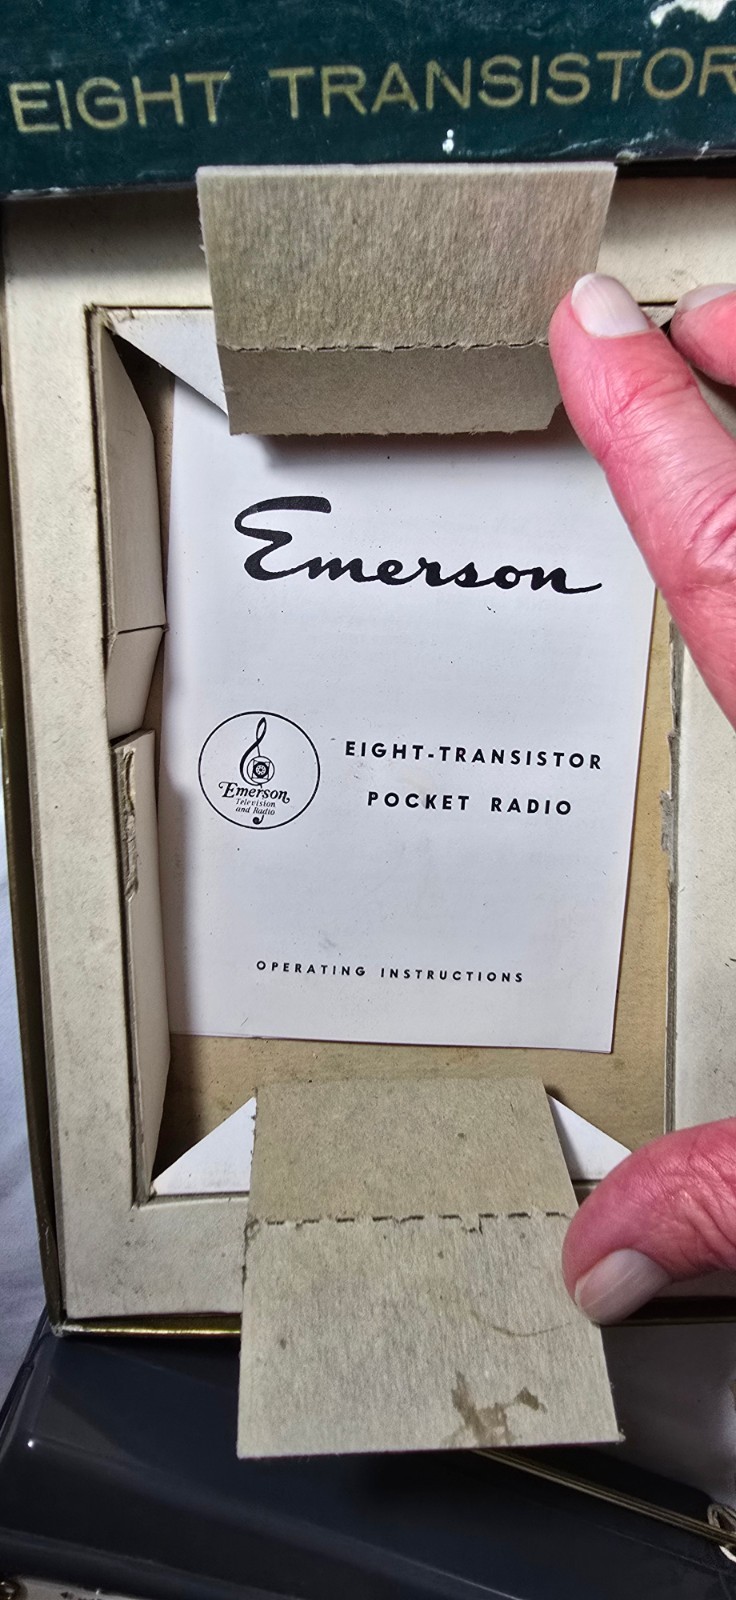 EIGHT TRANSISTOR
Emerson
EIGHT-TRANSISTOR
POCKET RADIO
Emerson
Television
and Radio
OPERATING INSTRUCTIONS